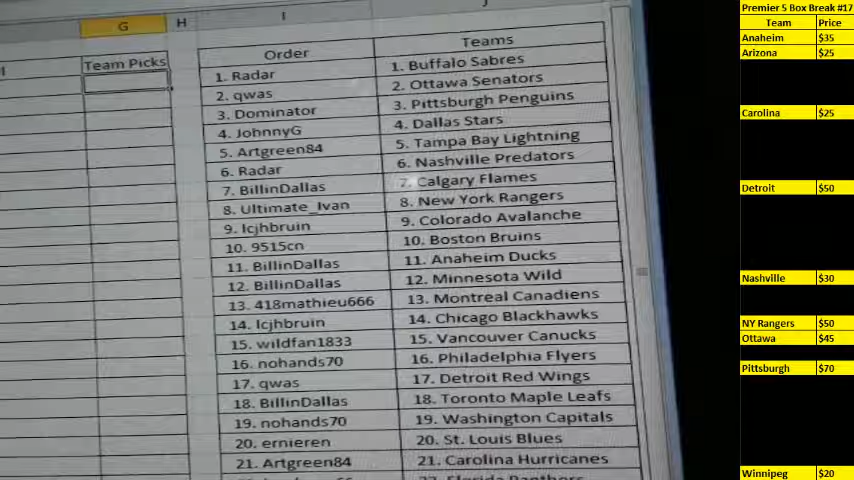 G H I J
Team Picks Order Teams
1. Radar 1. Buffalo Sabres
2. qwas 2. Ottawa Senators
3. Dominator 3. Pittsburgh Penguins
4. JohnnyG 4. Dallas Stars
5. Artgreen84 5. Tampa Bay Lightning
6. Radar 6. Nashville Predators
7. BillinDallas 7. Calgary Flames
8. Ultimate_Ivan 8. New York Rangers
9. lcjhbruin 9. Colorado Avalanche
10. 9515cn 10. Boston Bruins
11. BillinDallas 11. Anaheim Ducks
12. BillinDallas 12. Minnesota Wild
13. 418mathieu666 13. Montreal Canadiens
14. lcjhbruin 14. Chicago Blackhawks
15. wildfan1833 15. Vancouver Canucks
16. nohands70 16. Philadelphia Flyers
17. qwas 17. Detroit Red Wings
18. BillinDallas 18. Toronto Maple Leafs
19. nohands70 19. Washington Capitals
20. ernieren 20. St. Louis Blues
21. Artgreen84 21. Carolina Hurricanes
Premier 5 Box Break #17
Team Price
Anaheim $35
Arizona $25
Carolina $25
Detroit $50
Nashville $30
NY Rangers $50
Ottawa $45
Pittsburgh $70
Winnipeg $20